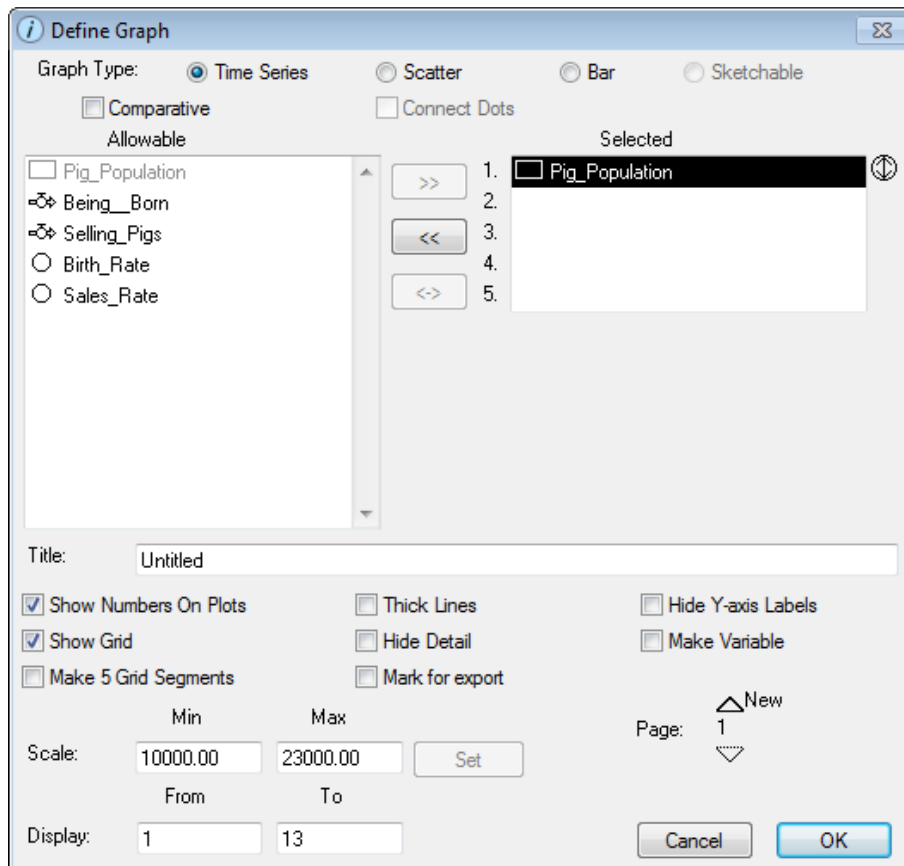 Define Graph
Graph Type: Time Series Scatter Bar Sketchable
Comparative Connect Dots
Allowable Selected
Pig_Population >> 1. Pig_Population
Being__Born 2.
Selling_Pigs << 3.
Birth_Rate 4.
Sales_Rate <-> 5.
Title: Untitled
Show Numbers On Plots Thick Lines Hide Y-axis Labels
Show Grid Hide Detail Make Variable
Make 5 Grid Segments Mark for export
Min Max New
Page: 1
Scale: 10000.00 23000.00 Set
From To
Display: 1 13 Cancel OK